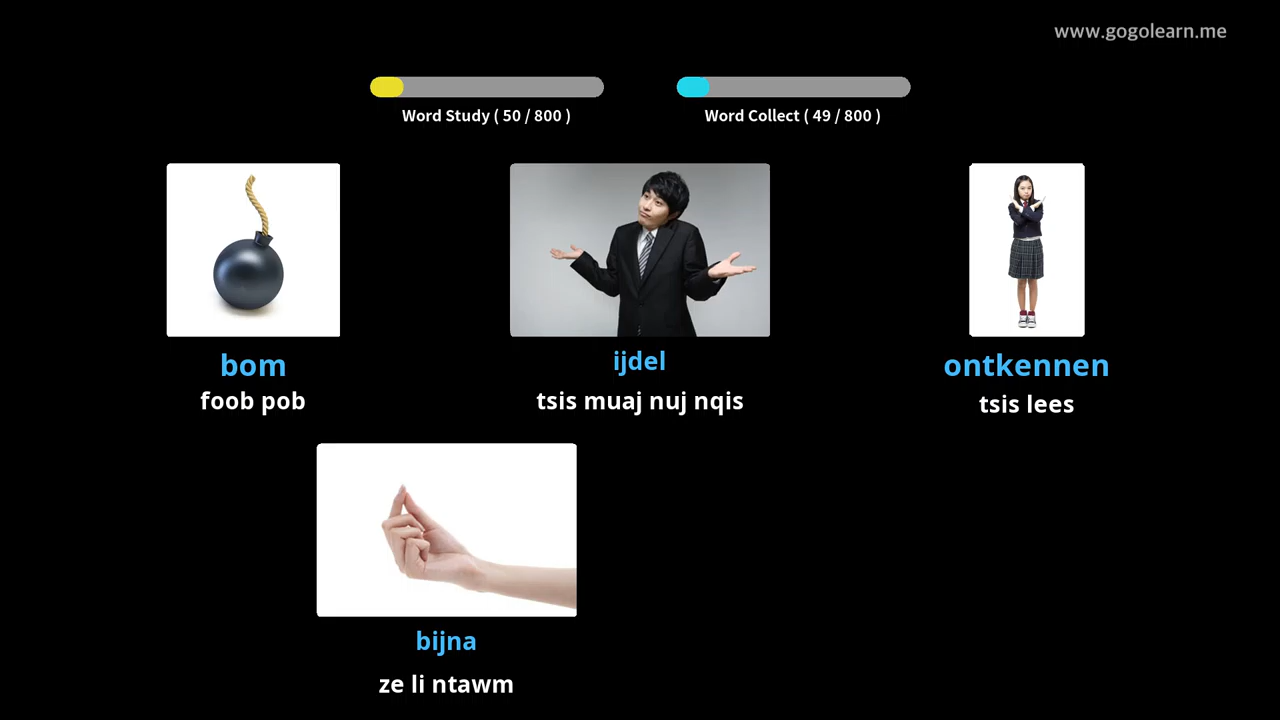 www.gogolearn.me
Word Study ( 50 / 800 )
Word Collect ( 49 / 800 )
bom
foob pob
ijdel
tsis muaj nuj nqis
ontkennen
tsis lees
bijna
ze li ntawm